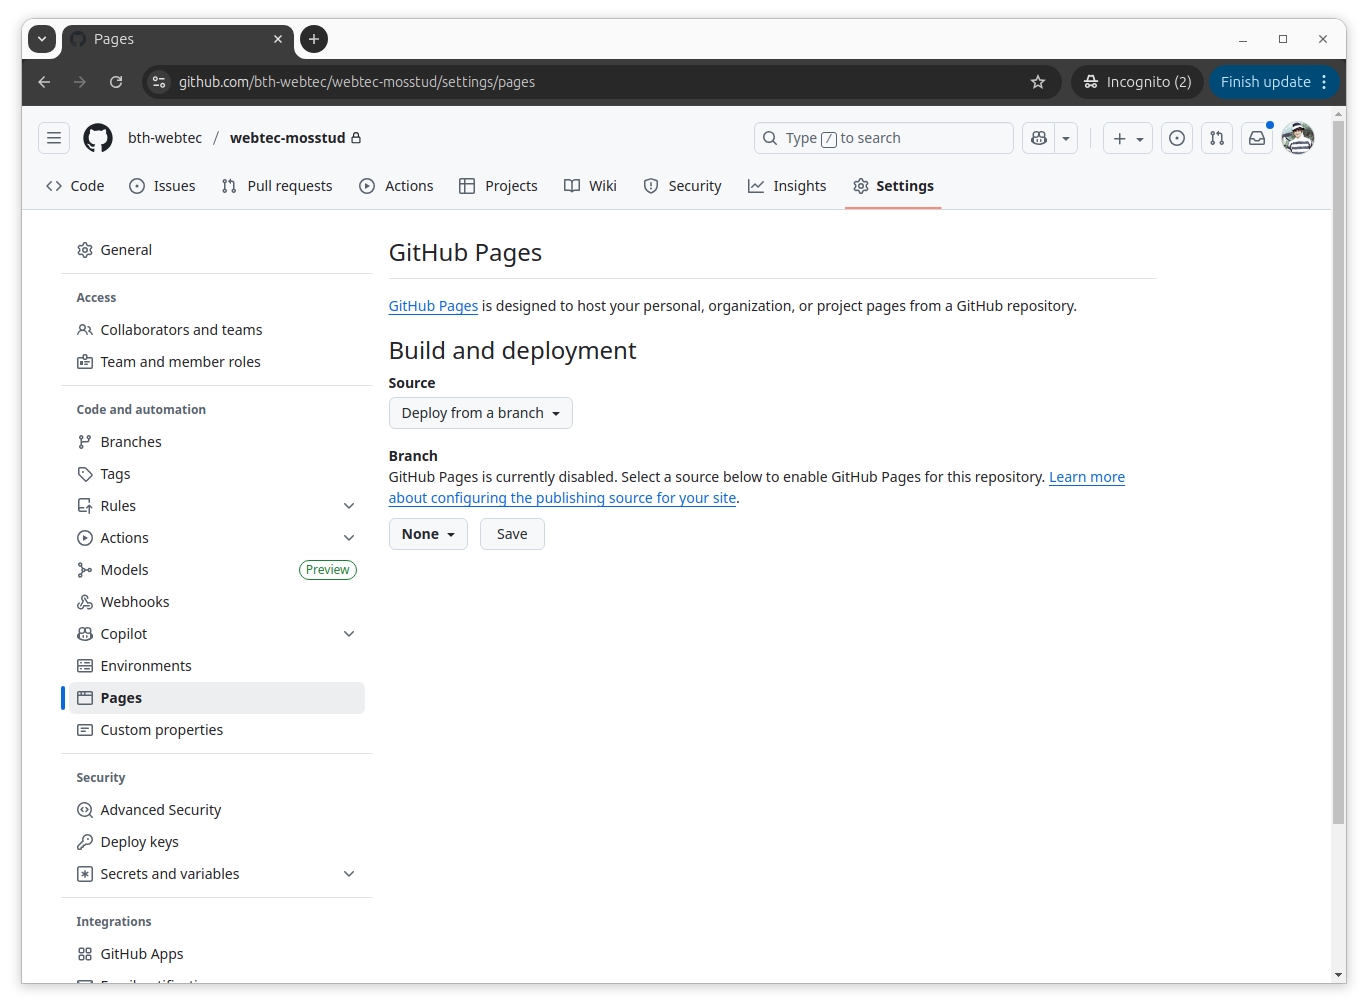 Pages
github.com/bth-webtec/webtec-mosstud/settings/pages
Incognito (2)
Finish update
bth-webtec / webtec-mosstud
Type / to search
Code
Issues
Pull requests
Actions
Projects
Wiki
Security
Insights
Settings
General
Access
Collaborators and teams
Team and member roles
Code and automation
Branches
Tags
Rules
Actions
Models
Preview
Webhooks
Copilot
Environments
Pages
Custom properties
Security
Advanced Security
Deploy keys
Secrets and variables
Integrations
GitHub Apps
GitHub Pages
GitHub Pages is designed to host your personal, organization, or project pages from a GitHub repository.
Build and deployment
Source
Deploy from a branch
Branch
GitHub Pages is currently disabled. Select a source below to enable GitHub Pages for this repository. Learn more
about configuring the publishing source for your site.
None
Save